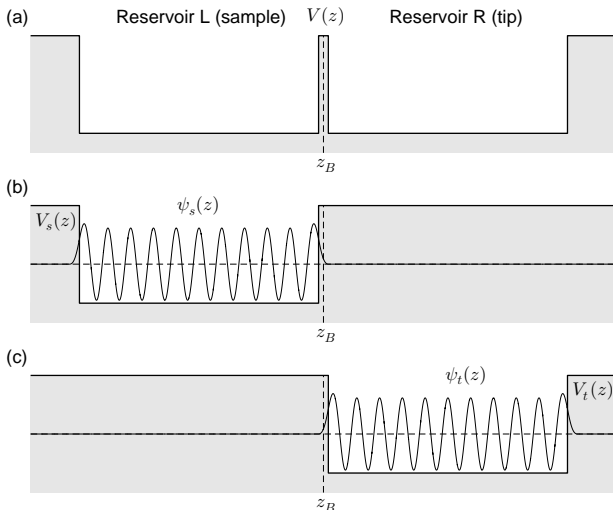 (a) Reservoir L (sample) V(z) Reservoir R (tip)
z_B
(b) V_s(z) ψ_s(z)
z_B
(c) ψ_t(z) V_t(z)
z_B